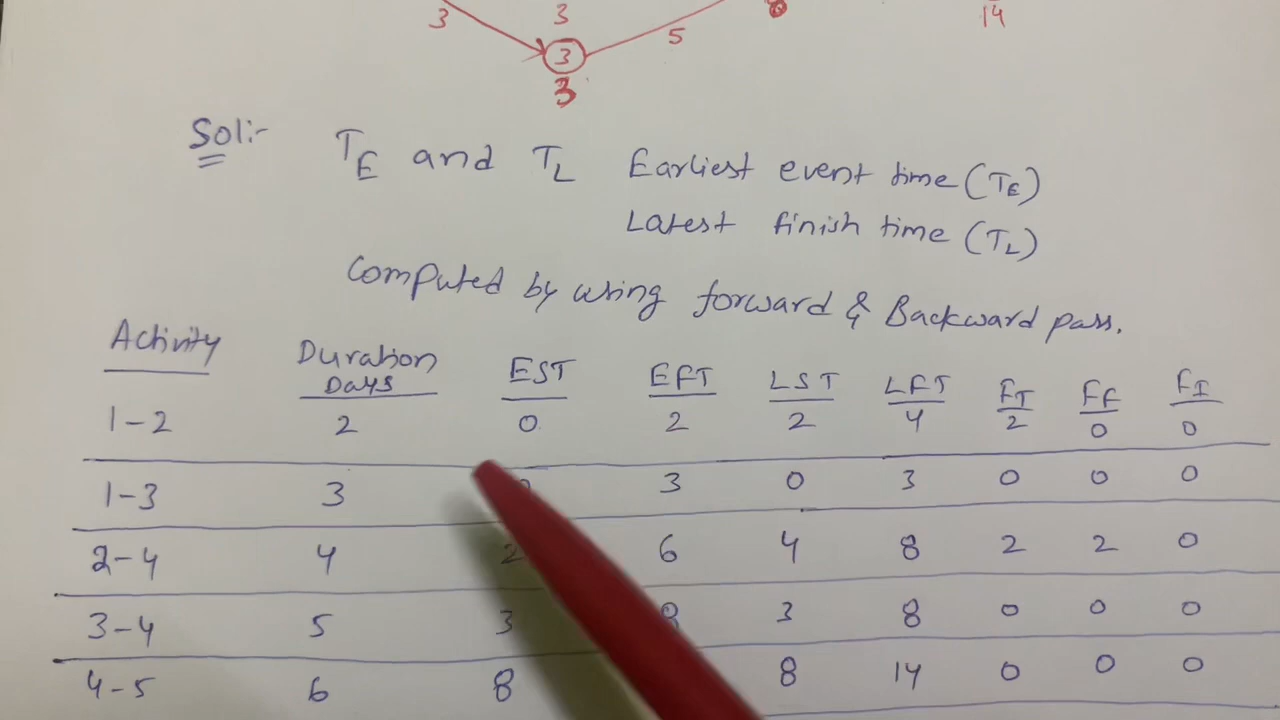 3 3 14
3 5
3
Sol:-
TE and TL Earliest event time (TE)
Latest finish time (TL)
Computed by using forward & Backward pass.
Activity Duration Days EST EFT LST LFT FT FF FI
1-2 2 0 2 2 4 2 0 0
1-3 3 3 0 3 0 0 0
2-4 4 2 6 4 8 2 2 0
3-4 5 3 8 3 8 0 0 0
4-5 6 8 8 14 0 0 0